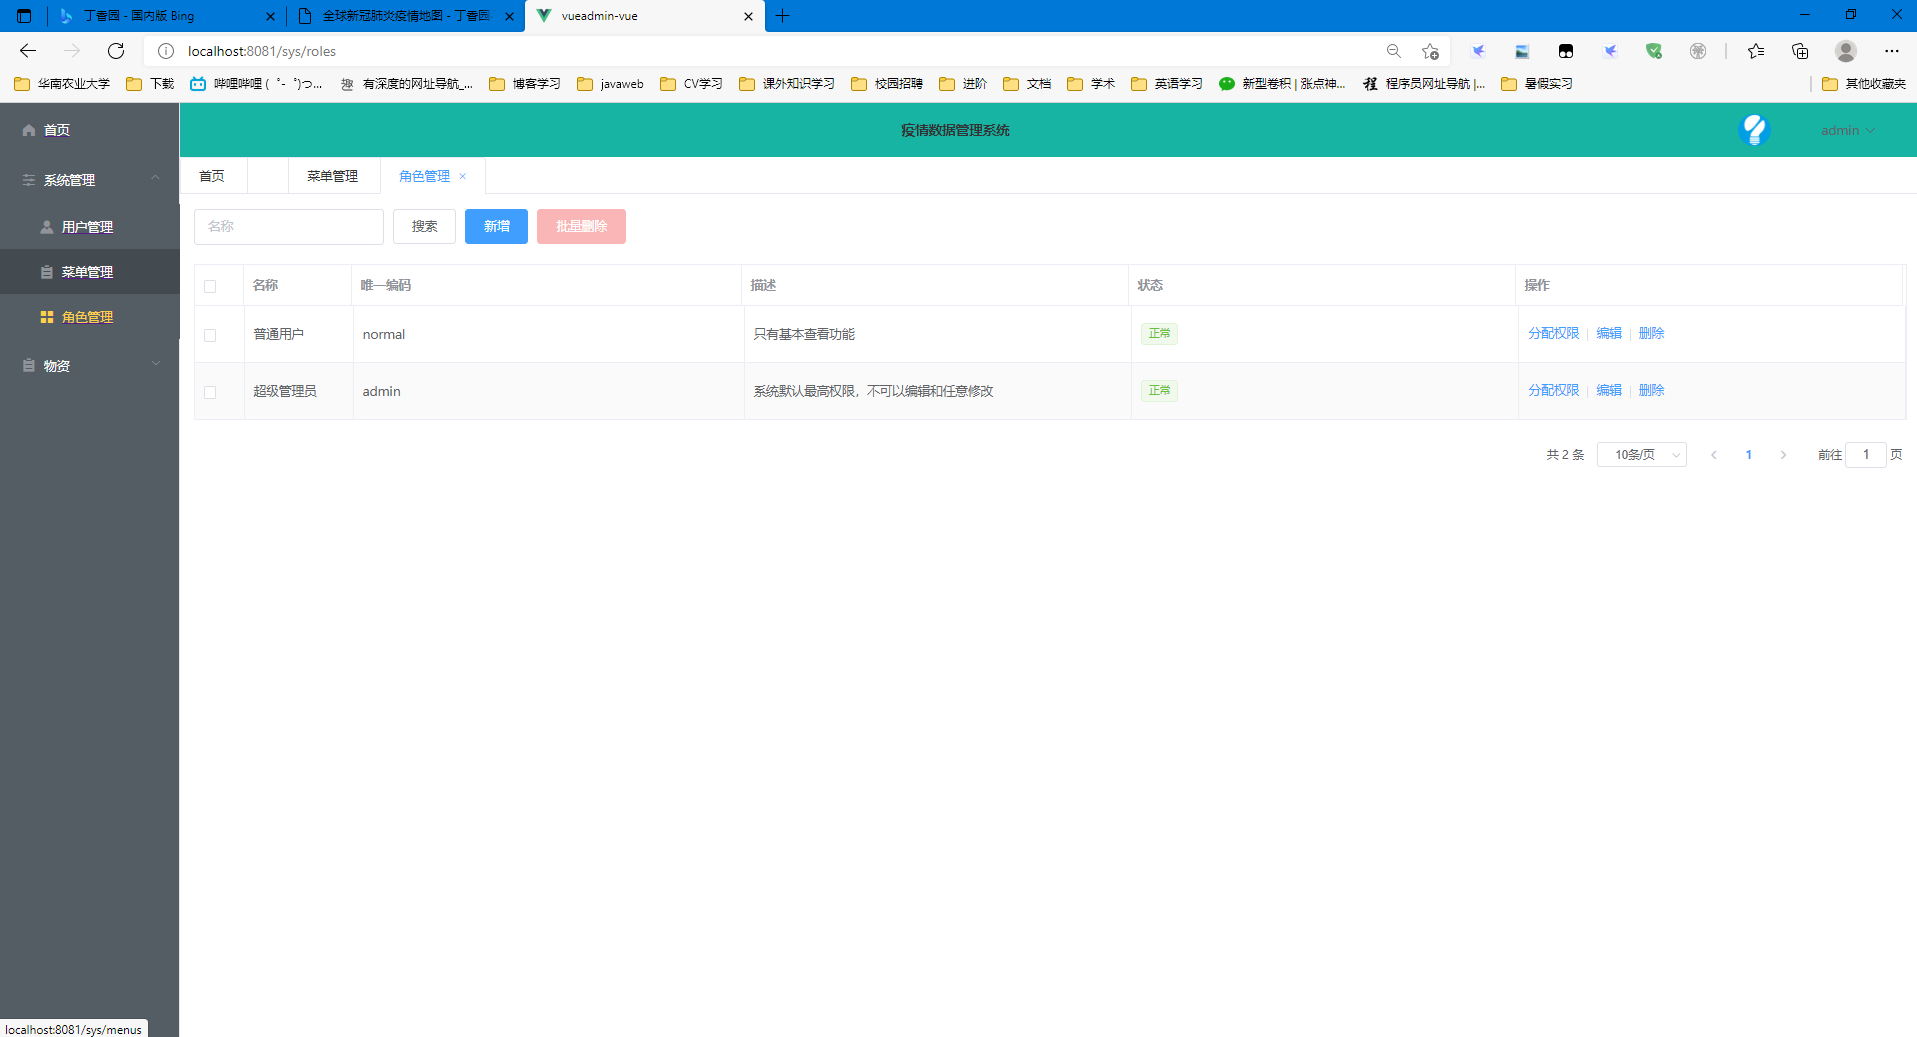 丁香园 - 国内版 Bing
全球新冠肺炎疫情地图 - 丁香园
vueadmin-vue
localhost:8081/sys/roles
华南农业大学 下载 哔哩哔哩 ( ゜- ゜)つ... 有深度的网址导航_... 博客学习 javaweb CV学习 课外知识学习 校园招聘 进阶 文档 学术 英语学习 新型卷积 | 涨点神... 程序员网址导航 |... 暑假实习 其他收藏夹
疫情数据管理系统
admin
首页
系统管理
用户管理
菜单管理
角色管理
物资
首页 菜单管理 角色管理
名称 搜索 新增 批量删除
名称 唯一编码 描述 状态 操作
普通用户 normal 只有基本查看功能 正常 分配权限 编辑 删除
超级管理员 admin 系统默认最高权限，不可以编辑和任意修改 正常 分配权限 编辑 删除
共 2 条 10条/页 1 前往 1 页
localhost:8081/sys/menus